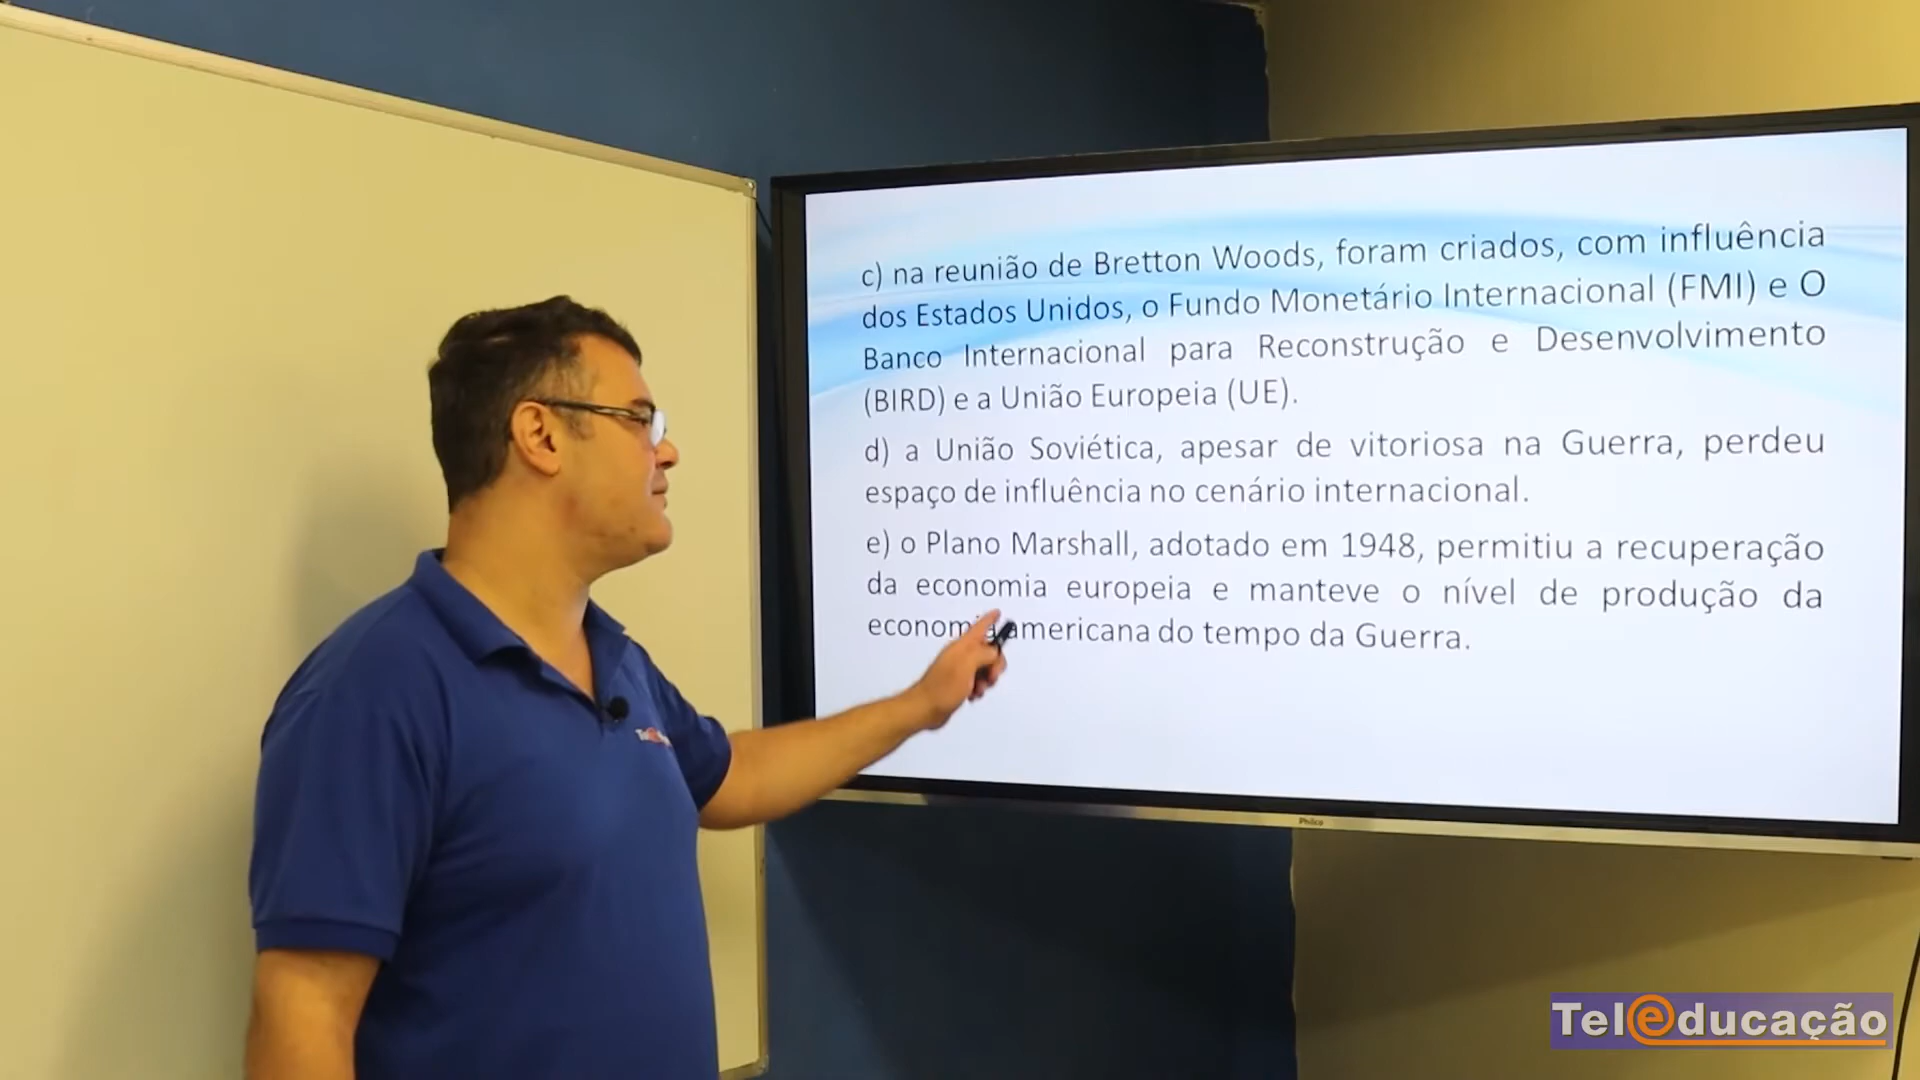 c) na reunião de Bretton Woods, foram criados, com influência
dos Estados Unidos, o Fundo Monetário Internacional (FMI) e O
Banco Internacional para Reconstrução e Desenvolvimento
(BIRD) e a União Europeia (UE).
d) a União Soviética, apesar de vitoriosa na Guerra, perdeu
espaço de influência no cenário internacional.
e) o Plano Marshall, adotado em 1948, permitiu a recuperação
da economia europeia e manteve o nível de produção da
economia americana do tempo da Guerra.
Philco
Teleducação